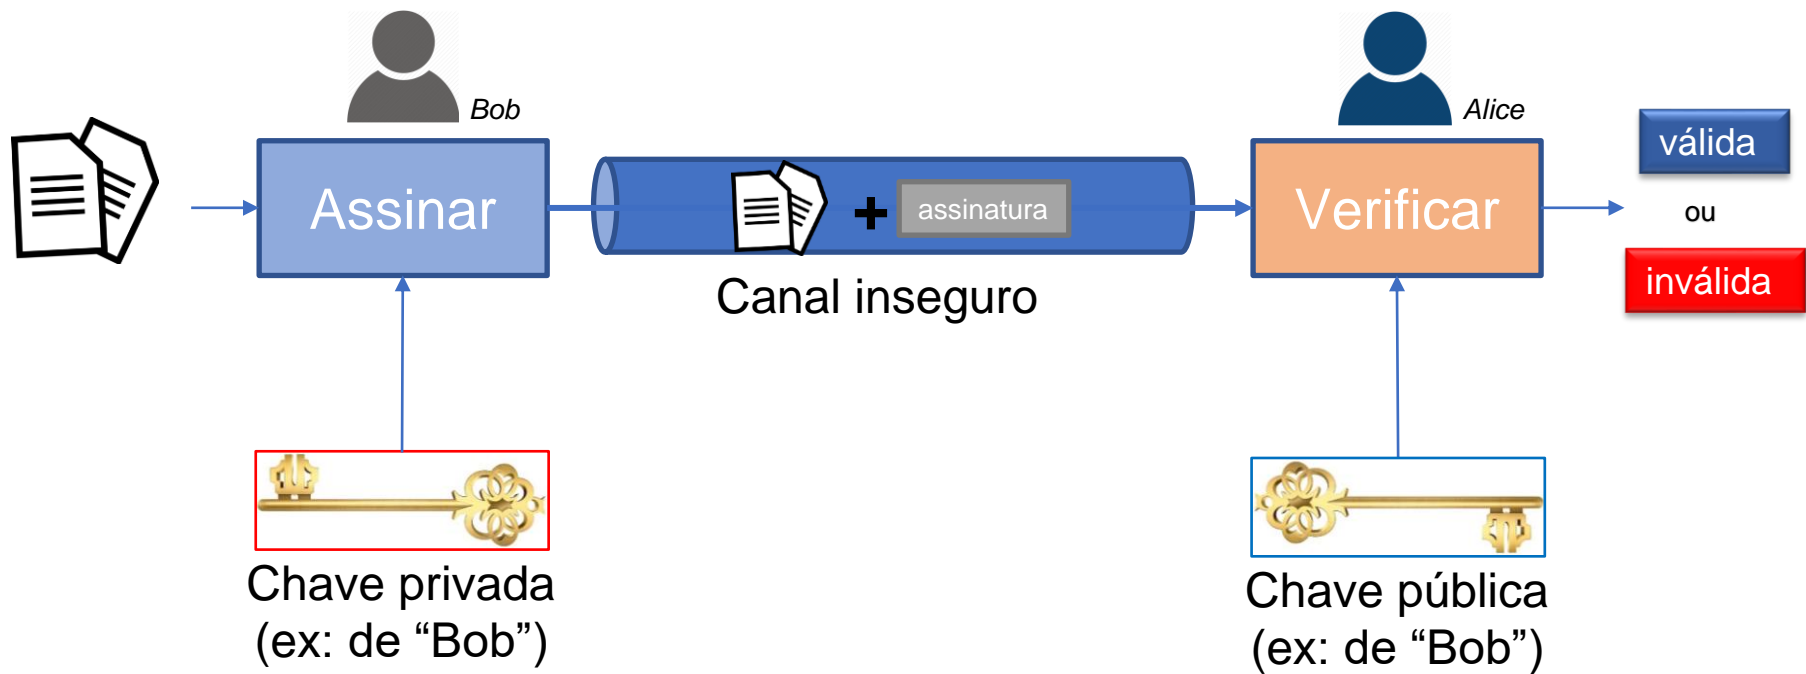 Bob
Alice
Assinar
assinatura
Verificar
válida
ou
inválida
Canal inseguro
Chave privada
(ex: de “Bob”)
Chave pública
(ex: de “Bob”)